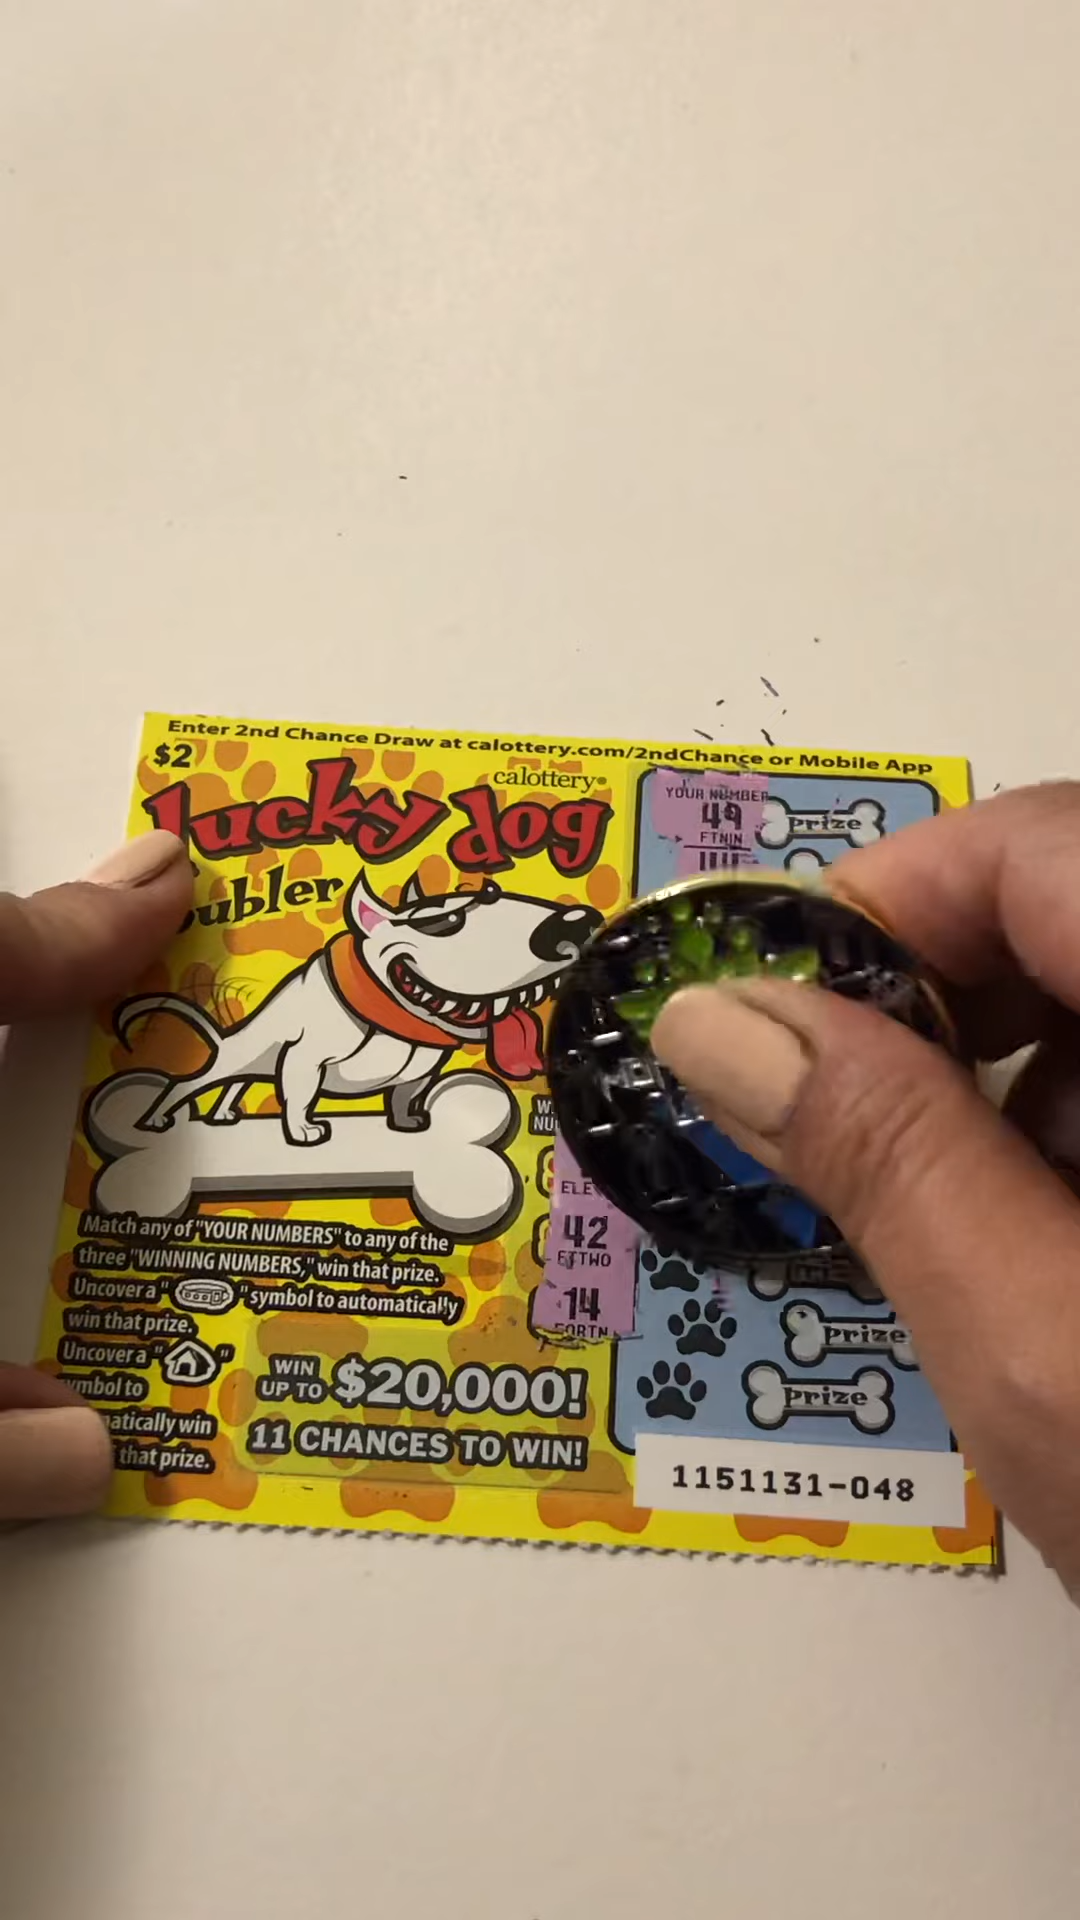 Enter 2nd Chance Draw at calottery.com/2ndChance or Mobile App
$2
calottery®
lucky dog
YOUR NUMBER
49
FTNIN
Prize
ELE
42
FTTWO
14
FORTN
Match any of "YOUR NUMBERS" to any of the
three "WINNING NUMBERS," win that prize.
Uncover a " " symbol to automatically
win that prize.
Uncover a " "
symbol to
win
that prize.
WIN
UP TO $20,000!
11 CHANCES TO WIN!
Prize
Prize
1151131-048